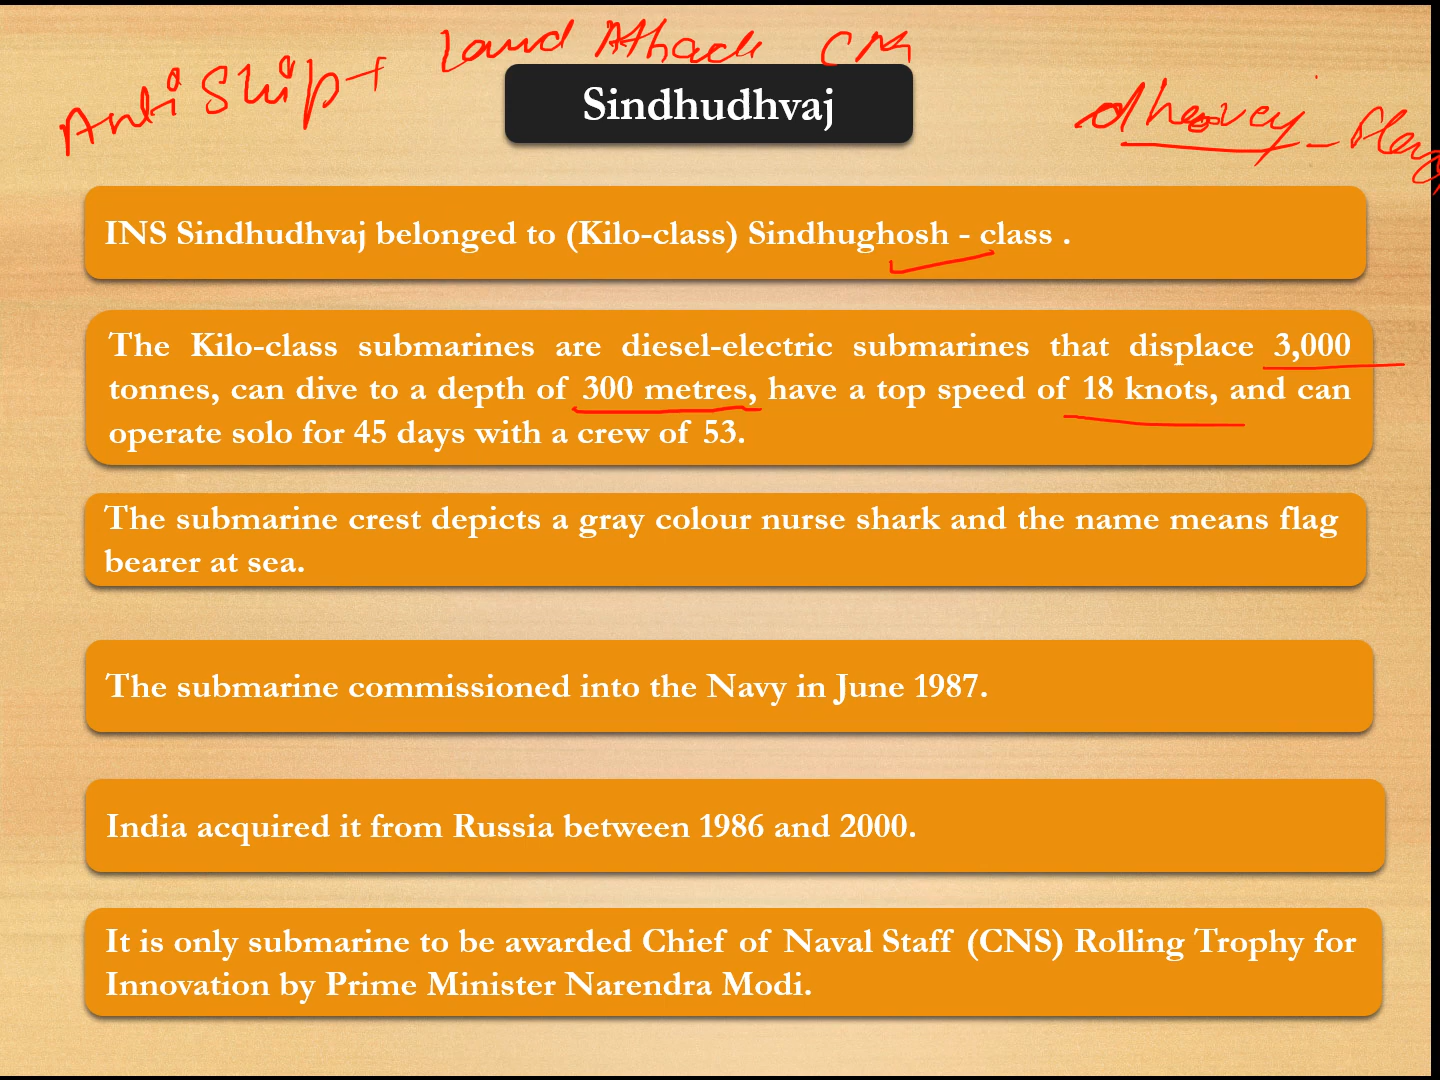 Anti Ship + Land Attack CM
Sindhudhvaj
INS Sindhudhvaj belonged to (Kilo-class) Sindhughosh - class .
The Kilo-class submarines are diesel-electric submarines that displace 3,000
tonnes, can dive to a depth of 300 metres, have a top speed of 18 knots, and can
operate solo for 45 days with a crew of 53.
The submarine crest depicts a gray colour nurse shark and the name means flag
bearer at sea.
The submarine commissioned into the Navy in June 1987.
India acquired it from Russia between 1986 and 2000.
It is only submarine to be awarded Chief of Naval Staff (CNS) Rolling Trophy for
Innovation by Prime Minister Narendra Modi.